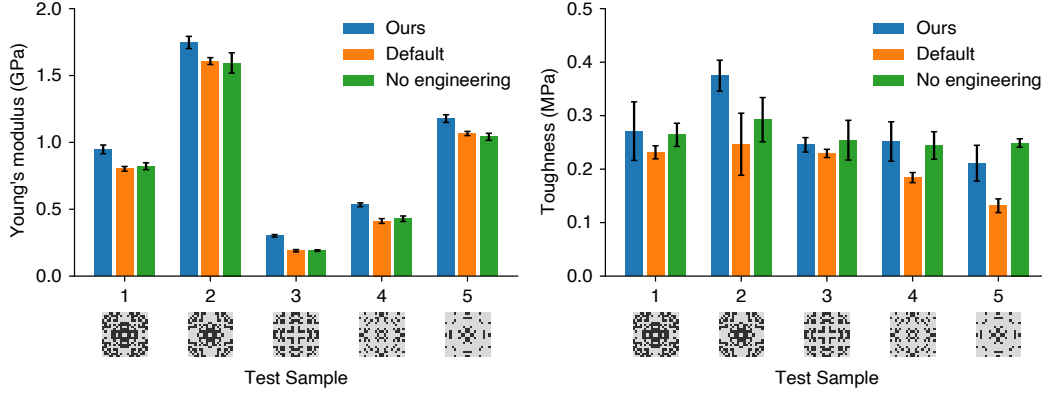 Young's modulus (GPa)
2.0
1.5
1.0
0.5
0.0
Ours
Default
No engineering
1 2 3 4 5
Test Sample
Toughness (MPa)
0.5
0.4
0.3
0.2
0.1
0.0
Ours
Default
No engineering
1 2 3 4 5
Test Sample